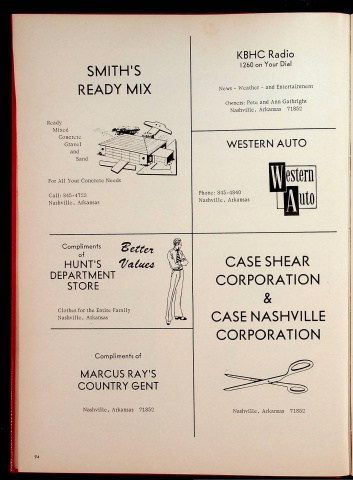 SMITH'S
READY MIX
Ready
Mixed
Concrete
Gravel
and
Sand
For All Your Concrete Needs
Call: 845-4733
Nashville, Arkansas
Compliments
of
HUNT'S
DEPARTMENT
STORE
Better
Values
Clothes for the Entire Family
Nashville, Arkansas
Compliments of
MARCUS RAY'S
COUNTRY GENT
Nashville, Arkansas 71852
KBHC Radio
1260 on Your Dial
News - Weather - and Entertainment
Owners: Pete and Ann Gathright
Nashville, Arkansas 71852
WESTERN AUTO
Western
Auto
Phone: 845-4840
Nashville, Arkansas
CASE SHEAR
CORPORATION
&
CASE NASHVILLE
CORPORATION
Nashville, Arkansas 71852
94